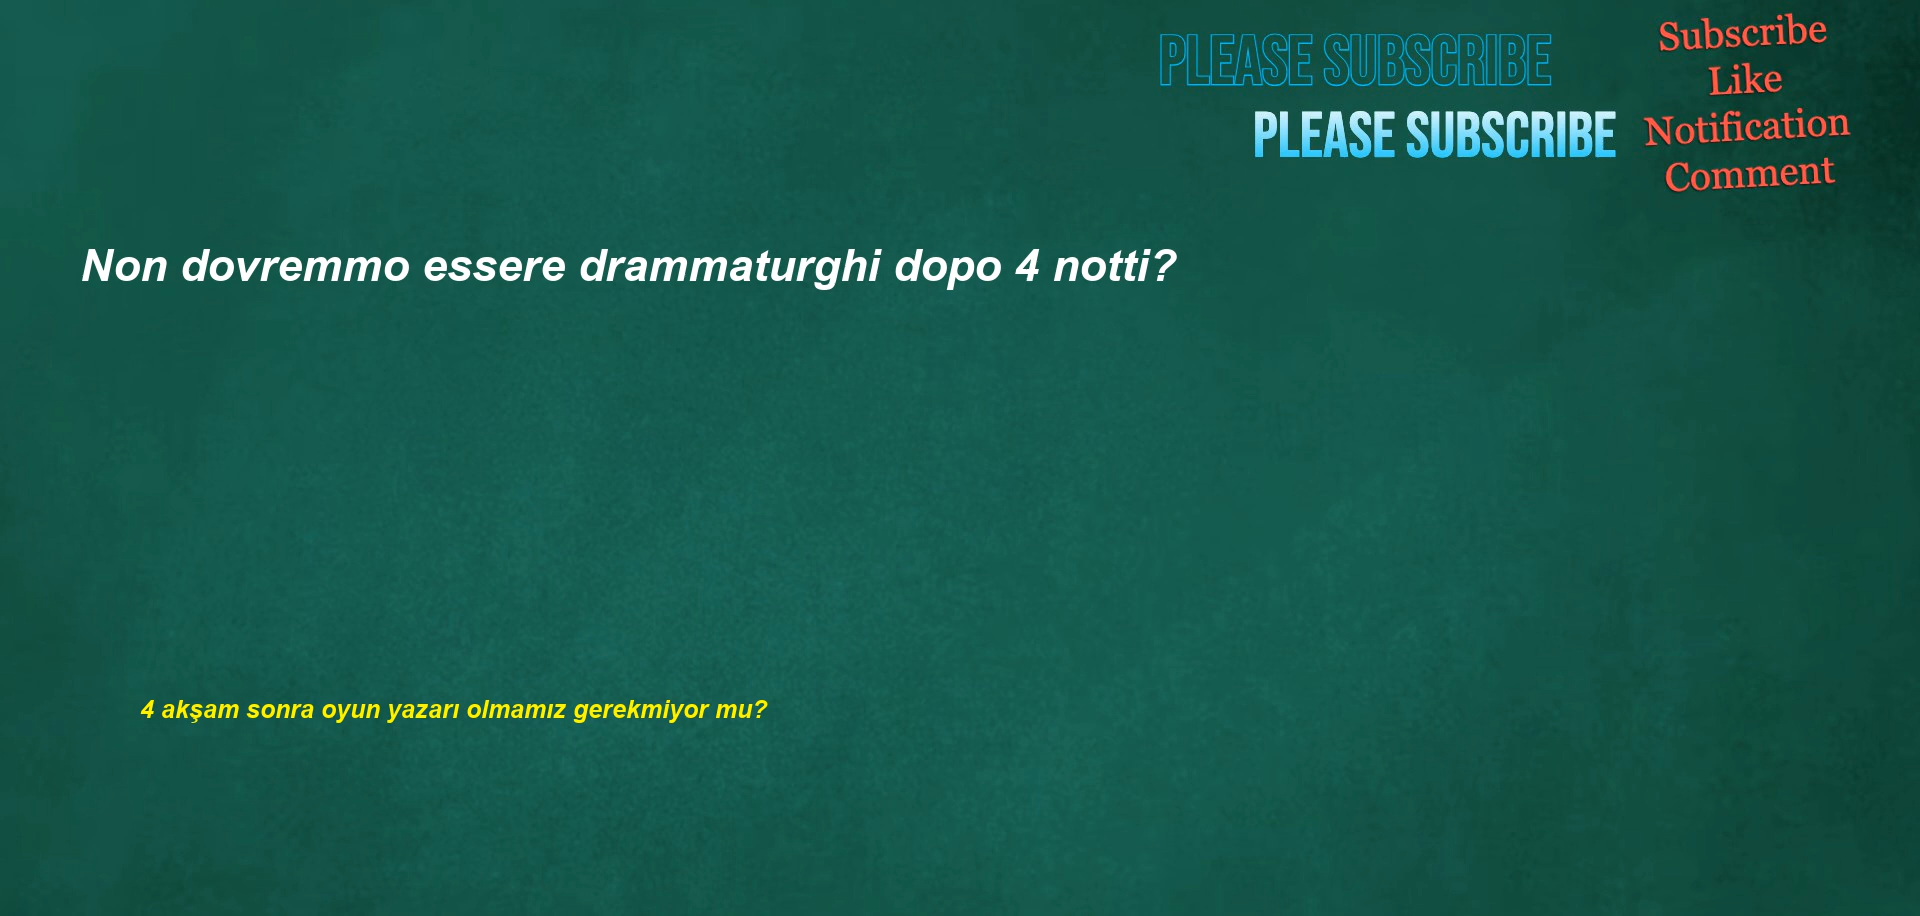 PLEASE SUBSCRIBE
PLEASE SUBSCRIBE
Subscribe
Like
Notification
Comment
Non dovremmo essere drammaturghi dopo 4 notti?
4 akşam sonra oyun yazarı olmamız gerekmiyor mu?